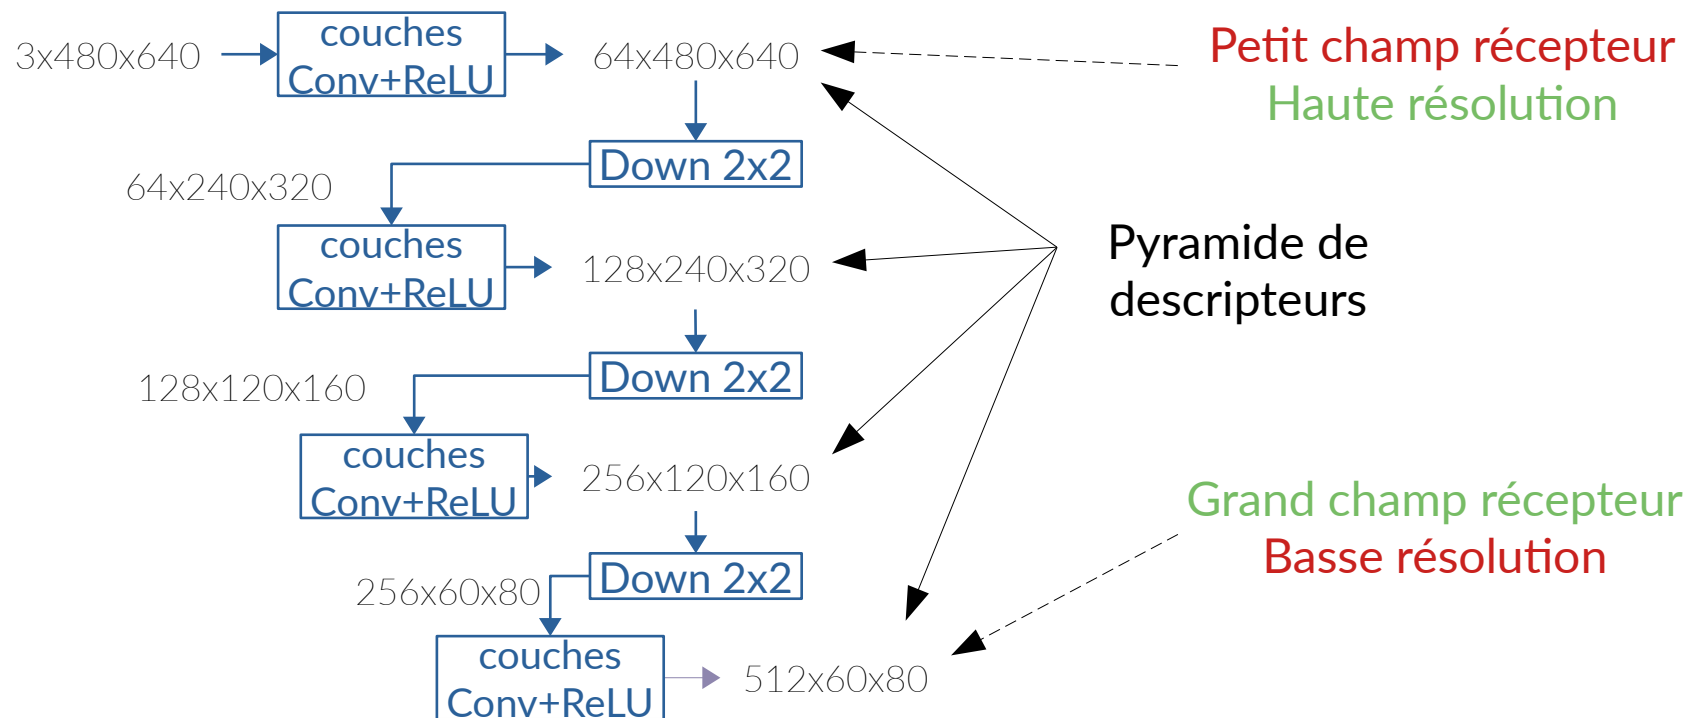 3x480x640
couches
Conv+ReLU
64x480x640
Petit champ récepteur
Haute résolution
Down 2x2
64x240x320
couches
Conv+ReLU
128x240x320
Pyramide de
descripteurs
Down 2x2
128x120x160
couches
Conv+ReLU
256x120x160
Grand champ récepteur
Basse résolution
Down 2x2
256x60x80
couches
Conv+ReLU
512x60x80